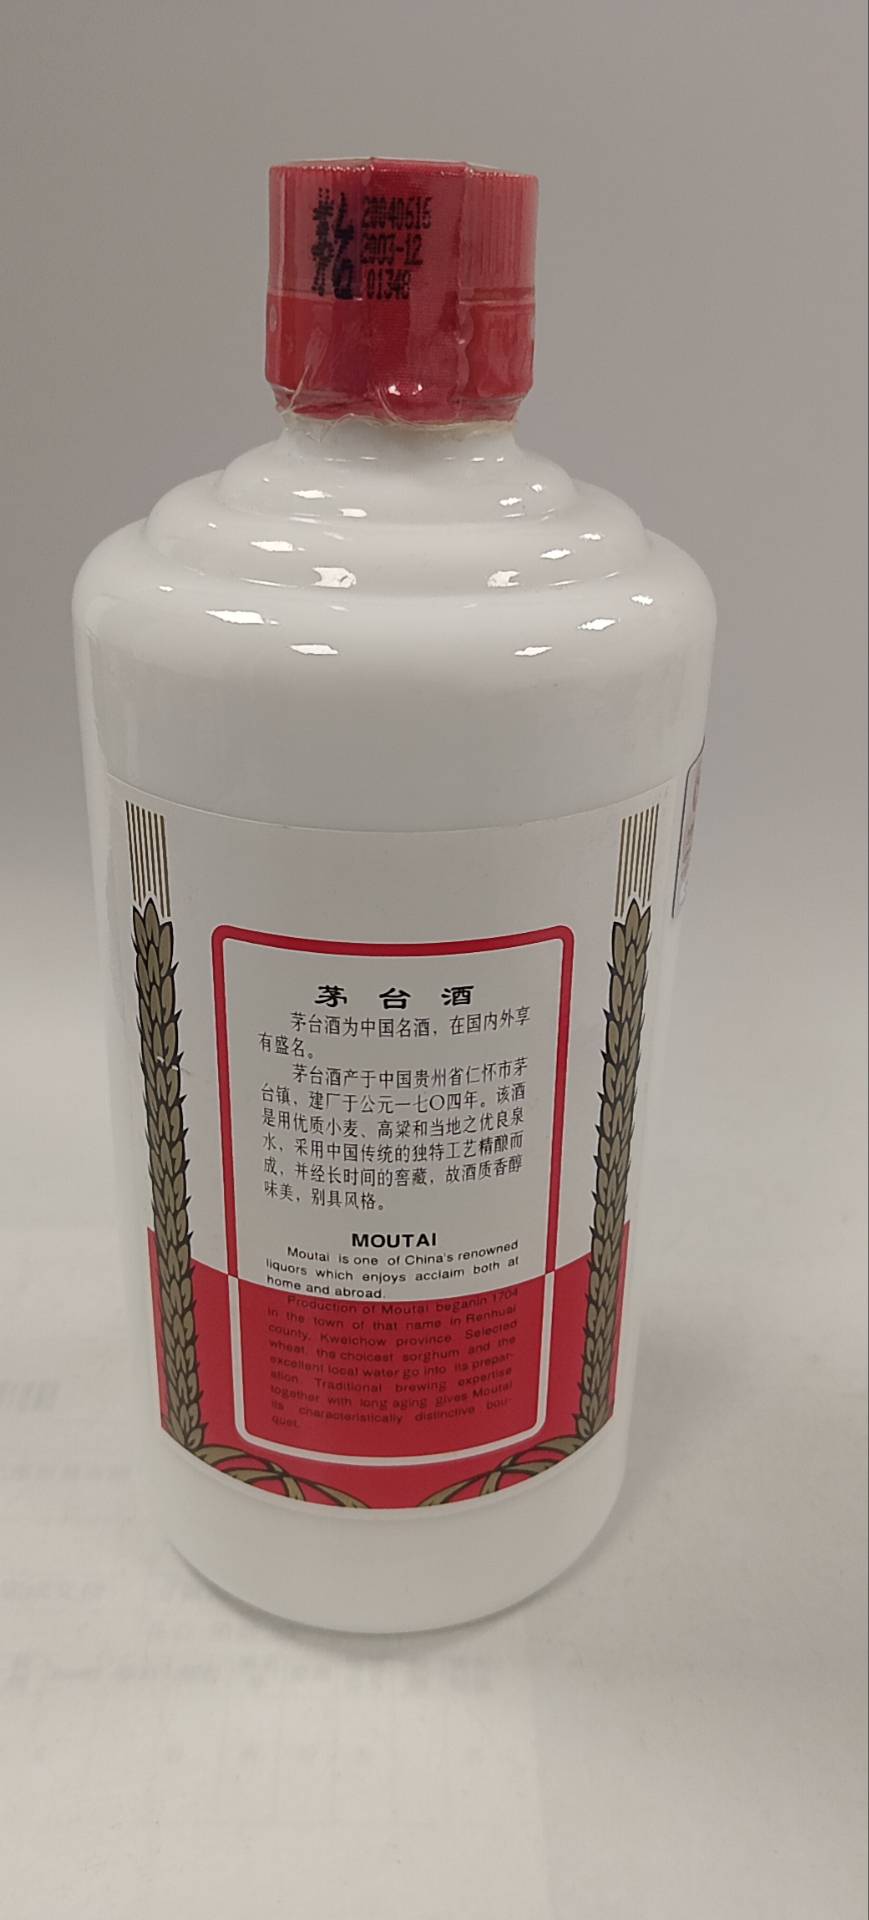 20040616
2003-12
01348
茅台酒
茅台酒为中国名酒，在国内外享
有盛名。
茅台酒产于中国贵州省仁怀市茅
台镇，建厂于公元一七〇四年。该酒
是用优质小麦、高粱和当地之优良泉
水，采用中国传统的独特工艺精酿而
成，并经长时间的窖藏，故酒质香醇
味美，别具风格。
MOUTAI
Moutai is one of China's renowned
liquors which enjoys acclaim both at
home and abroad.
Production of Moutai beganin 1704
in the town of that name in Renhuai
county, Kweichow province. Selected
wheat, the choicest sorghum and the
excellent local water go into its prepar-
ation. Traditional brewing expertise
together with long aging gives Moutai
its characteristically distinctive bou-
quet.